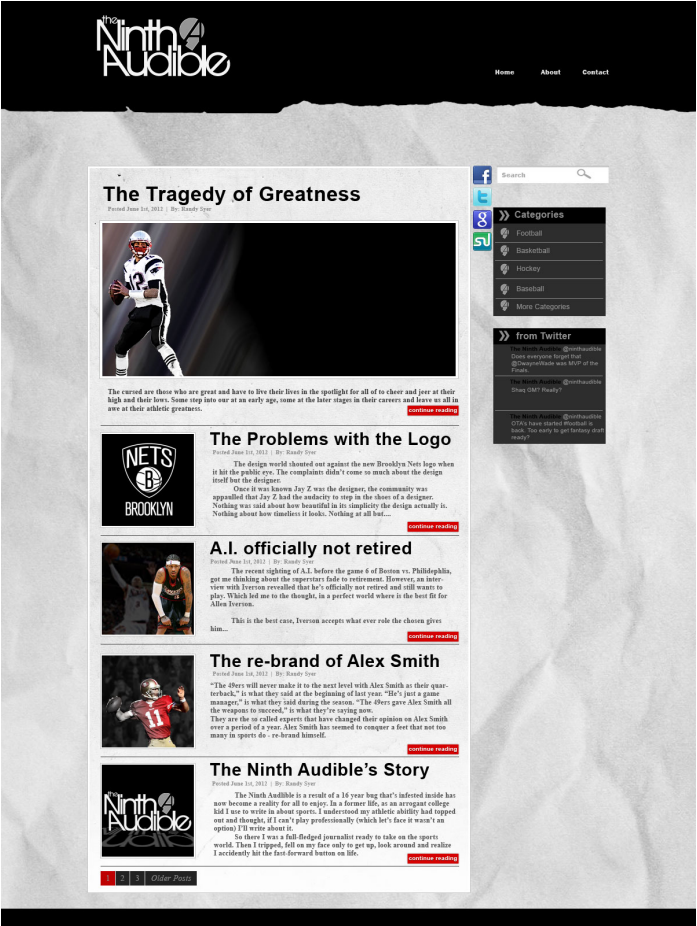 the
Ninth
Audible
Home About Contact
The Tragedy of Greatness
Posted June 1st, 2012 | By: Randy Syer
12
The cursed are those who are great and have to live their lives in the spotlight for all of to cheer and jeer at their
high and their lows. Some step into our at an early age, some at the later stages in their careers and leave us all in
awe at their athletic greatness.
continue reading
NETS
B
BROOKLYN
The Problems with the Logo
Posted June 1st, 2012 | By: Randy Syer
The design world shouted out against the new Brooklyn Nets logo when
it hit the public eye. The complaints didn't come so much about the design
itself but the designer.
Once it was known Jay Z was the designer, the community was
appaulled that Jay Z had the audacity to step in the shoes of a designer.
Nothing was said about how beautiful in its simplicity the design actually is.
Nothing about how timeliess it looks. Nothing at all but....
continue reading
A.I. officially not retired
Posted June 1st, 2012 | By: Randy Syer
The recent sighting of A.I. before the game 6 of Boston vs. Philidephlia,
got me thinking about the superstars fade to retirement. However, an inter-
view with Iverson revealled that he's officially not retired and still wants to
play. Which led me to the thought, in a perfect world where is the best fit for
Allen Iverson.
This is the best case, Iverson accepts what ever role the chosen gives
him...
continue reading
11
The re-brand of Alex Smith
Posted June 1st, 2012 | By: Randy Syer
“The 49ers will never make it to the next level with Alex Smith as their quar-
terback,” is what they said at the beginning of last year. “He's just a game
manager,” is what they said during the season. “The 49ers gave Alex Smith all
the weapons to succeed,” is what they're saying now.
They are the so called experts that have changed their opinion on Alex Smith
over a period of a year. Alex Smith has seemed to conquer a feet that not too
many in sports do - re-brand himself.
continue reading
the
Ninth
Audible
The Ninth Audible's Story
Posted June 1st, 2012 | By: Randy Syer
The Ninth Audlible is a result of a 16 year bug that's infested inside has
now become a reality for all to enjoy. In a former life, as an arrogant college
kid I use to write in about sports. I understood my athletic abitlity had topped
out and thought, if I can't play professionally (which let's face it wasn't an
option) I'll write about it.
So there I was a full-fledged journalist ready to take on the sports
world. Then I tripped, fell on my face only to get up, look around and realize
I accidently hit the fast-forward button on life.
continue reading
1 2 3 Older Posts
f
t
g
Search
Categories
Football
Basketball
Hockey
Baseball
More Categories
from Twitter
The Ninth Audible @ninthaudible
Does everyone forget that
@DwayneWade was MVP of the
Finals.
The Ninth Audible @ninthaudible
Shaq GM? Really?
The Ninth Audible @ninthaudible
OTA's have started #football is
back. Too early to get fantasy draft
ready?